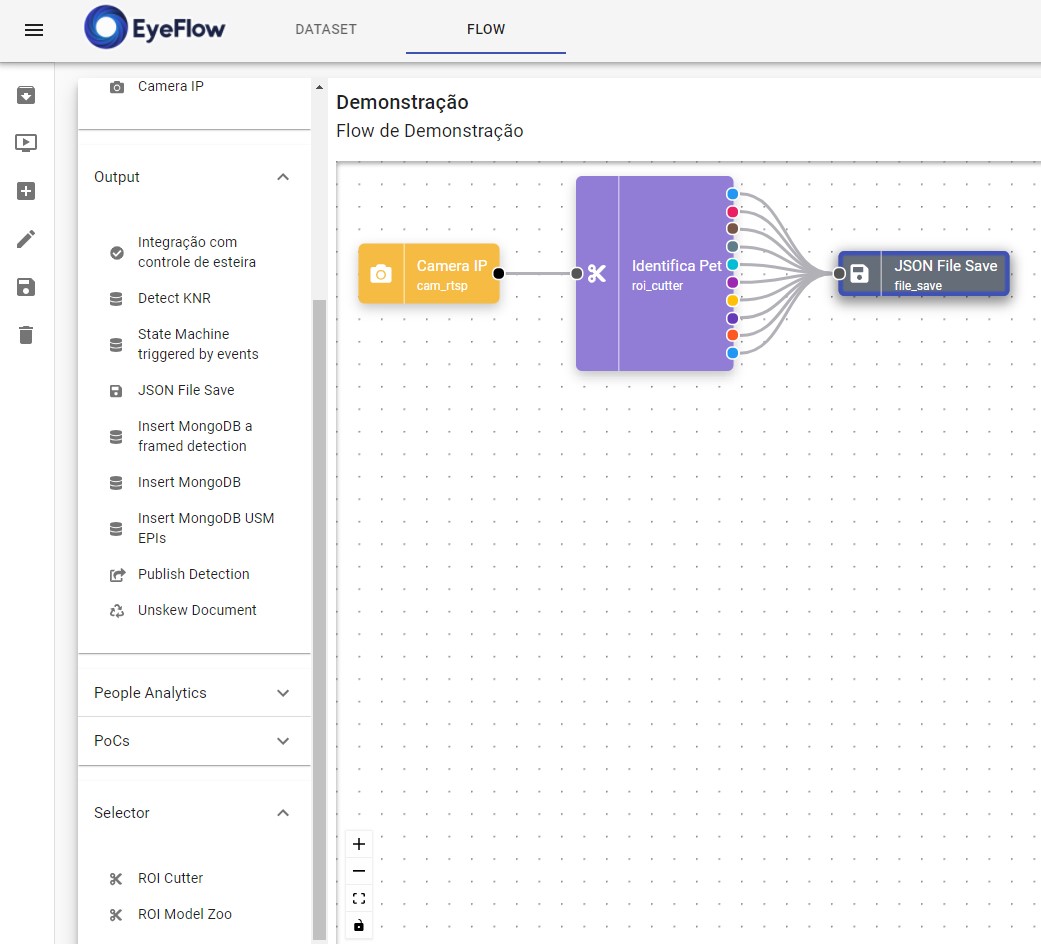 EyeFlow
DATASET
FLOW
Camera IP
Output
Integração com
controle de esteira
Detect KNR
State Machine
triggered by events
JSON File Save
Insert MongoDB a
framed detection
Insert MongoDB
Insert MongoDB USM
EPIs
Publish Detection
Unskew Document
People Analytics
PoCs
Selector
ROI Cutter
ROI Model Zoo
Demonstração
Flow de Demonstração
Camera IP
cam_rtsp
Identifica Pet
roi_cutter
JSON File Save
file_save